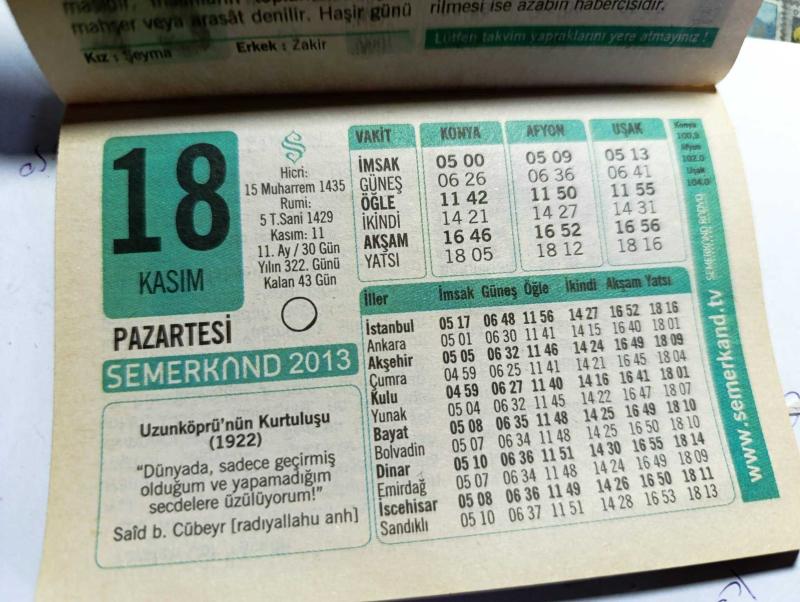 mahşer veya arasât denilir. Haşir günü
rilmesi ise azabın habercisidir.
Kız : Şeyma Erkek : Zakir
Lütfen takvim yapraklarını yere atmayınız !
18
KASIM
PAZARTESİ
SEMERKAND 2013
Hicri:
15 Muharrem 1435
Rumi:
5 T.Sani 1429
Kasım: 11
11. Ay / 30 Gün
Yılın 322. Günü
Kalan 43 Gün
Uzunköprü'nün Kurtuluşu
(1922)
“Dünyada, sadece geçirmiş
olduğum ve yapamadığım
secdelere üzülüyorum!”
Saîd b. Cübeyr [radıyallahu anh]
VAKİT KONYA AFYON UŞAK
İMSAK 05 00 05 09 05 13
GÜNEŞ 06 26 06 36 06 41
ÖĞLE 11 42 11 50 11 55
İKİNDİ 14 21 14 27 14 31
AKŞAM 16 46 16 52 16 56
YATSI 18 05 18 12 18 16
İller İmsak Güneş Öğle İkindi Akşam Yatsı
İstanbul 05 17 06 48 11 56 14 27 16 52 18 16
Ankara 05 01 06 30 11 41 14 15 16 40 18 01
Akşehir 05 05 06 32 11 46 14 24 16 49 18 09
Çumra 04 59 06 25 11 41 14 21 16 45 18 04
Kulu 04 59 06 27 11 40 14 16 16 41 18 01
Yunak 05 04 06 32 11 45 14 22 16 47 18 07
Bayat 05 08 06 35 11 48 14 25 16 49 18 10
Bolvadin 05 07 06 34 11 48 14 25 16 50 18 10
Dinar 05 10 06 36 11 51 14 30 16 55 18 14
Emirdağ 05 07 06 34 11 48 14 24 16 49 18 09
İscehisar 05 08 06 36 11 49 14 26 16 50 18 11
Sandıklı 05 10 06 37 11 51 14 28 16 53 18 13
Konya
100,9
Afyon
102,0
Uşak
104,0
SEMERKAND RADYO
www.semerkand.tv